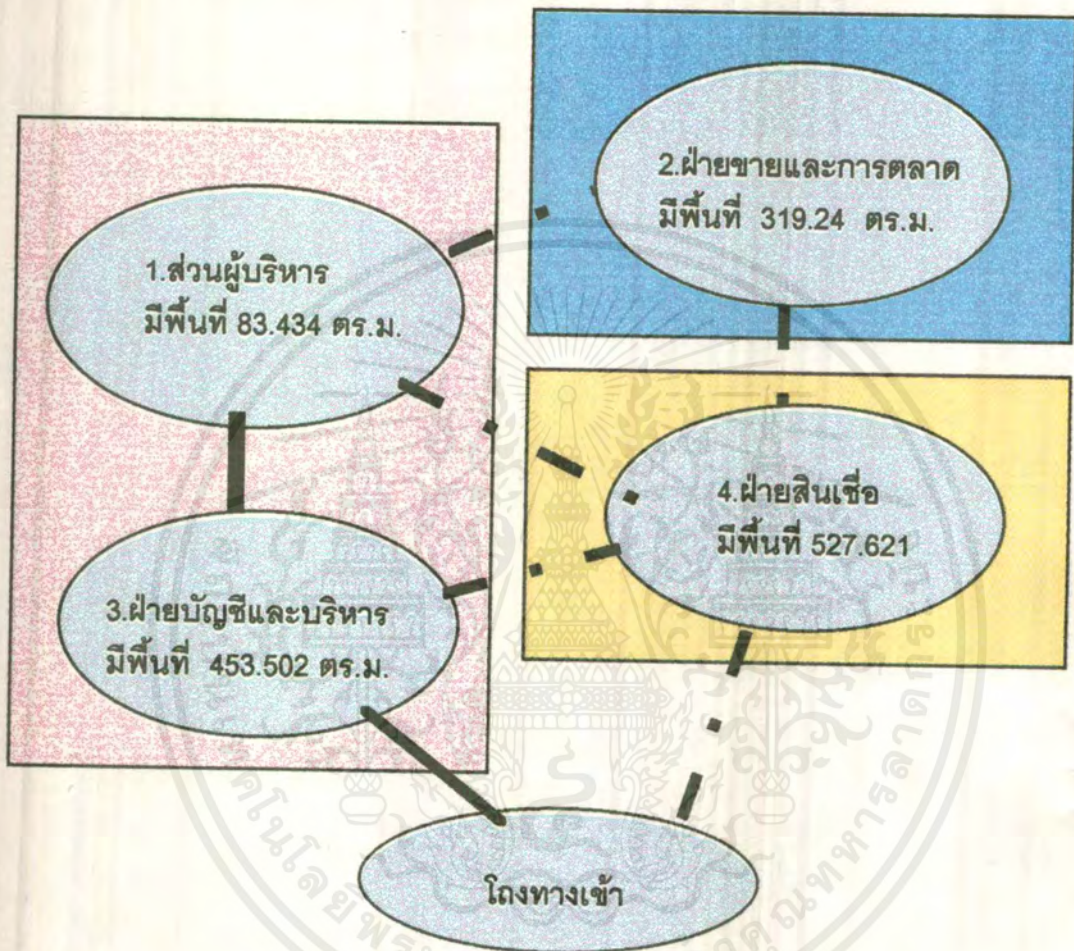 2.ฝ่ายขายและการตลาด
มีพื้นที่ 319.24 ตร.ม.
1.ส่วนผู้บริหาร
มีพื้นที่ 83.434 ตร.ม.
4.ฝ่ายสินเชื่อ
มีพื้นที่ 527.621
3.ฝ่ายบัญชีและบริหาร
มีพื้นที่ 453.502 ตร.ม.
โถงทางเข้า